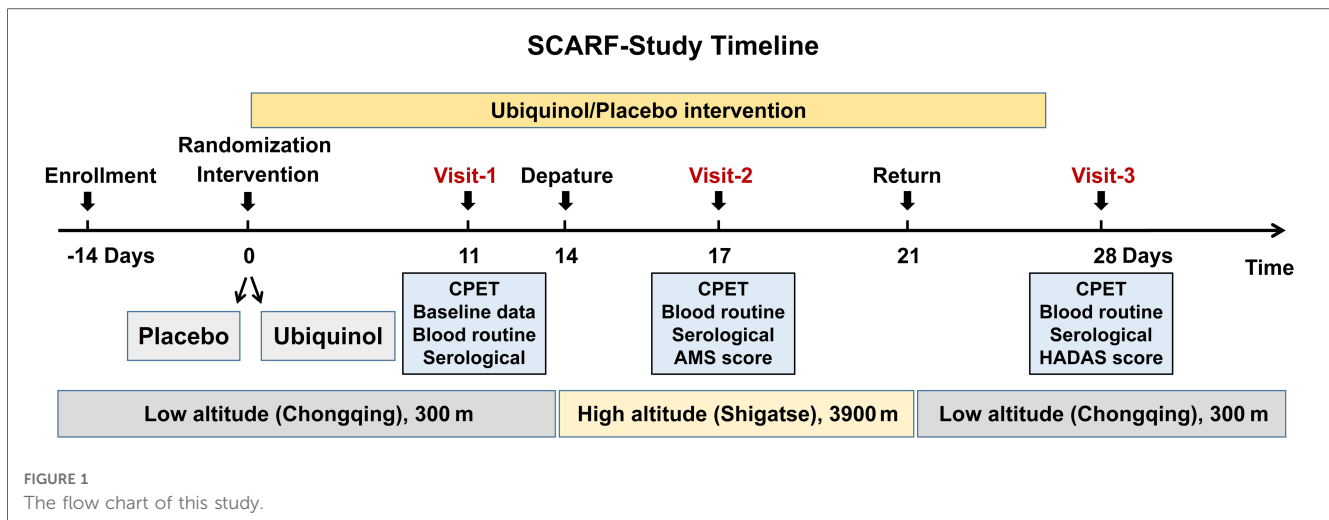 SCARF-Study Timeline
Ubiquinol/Placebo intervention
Randomization
Enrollment Intervention Visit-1 Depature Visit-2 Return Visit-3
-14 Days 0 11 14 17 21 28 Days
Time
Placebo Ubiquinol
CPET
Baseline data
Blood routine
Serological
CPET
Blood routine
Serological
AMS score
CPET
Blood routine
Serological
HADAS score
Low altitude (Chongqing), 300 m High altitude (Shigatse), 3900 m Low altitude (Chongqing), 300 m
FIGURE 1
The flow chart of this study.